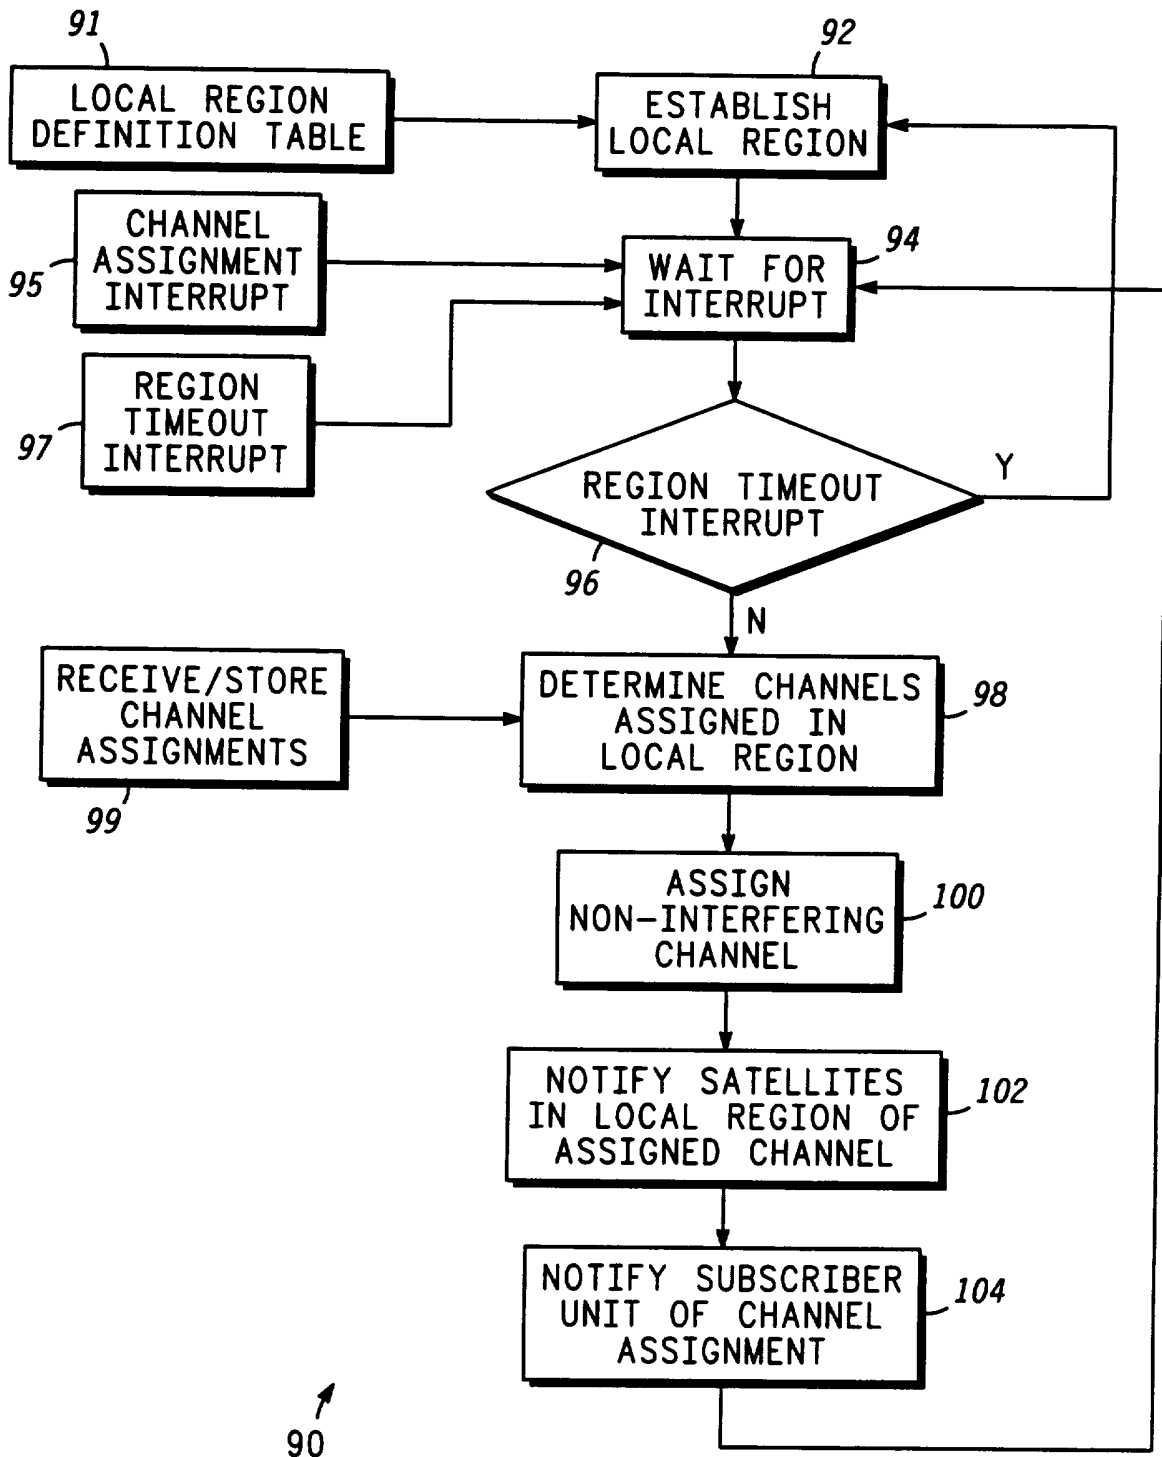 91
LOCAL REGION
DEFINITION TABLE
92
ESTABLISH
LOCAL REGION
CHANNEL
ASSIGNMENT
INTERRUPT
95
94
WAIT FOR
INTERRUPT
REGION
TIMEOUT
INTERRUPT
97
REGION TIMEOUT
INTERRUPT
Y
96
N
RECEIVE/STORE
CHANNEL
ASSIGNMENTS
99
DETERMINE CHANNELS
ASSIGNED IN
LOCAL REGION
98
ASSIGN
NON-INTERFERING
CHANNEL
100
NOTIFY SATELLITES
IN LOCAL REGION OF
ASSIGNED CHANNEL
102
NOTIFY SUBSCRIBER
UNIT OF CHANNEL
ASSIGNMENT
104
90